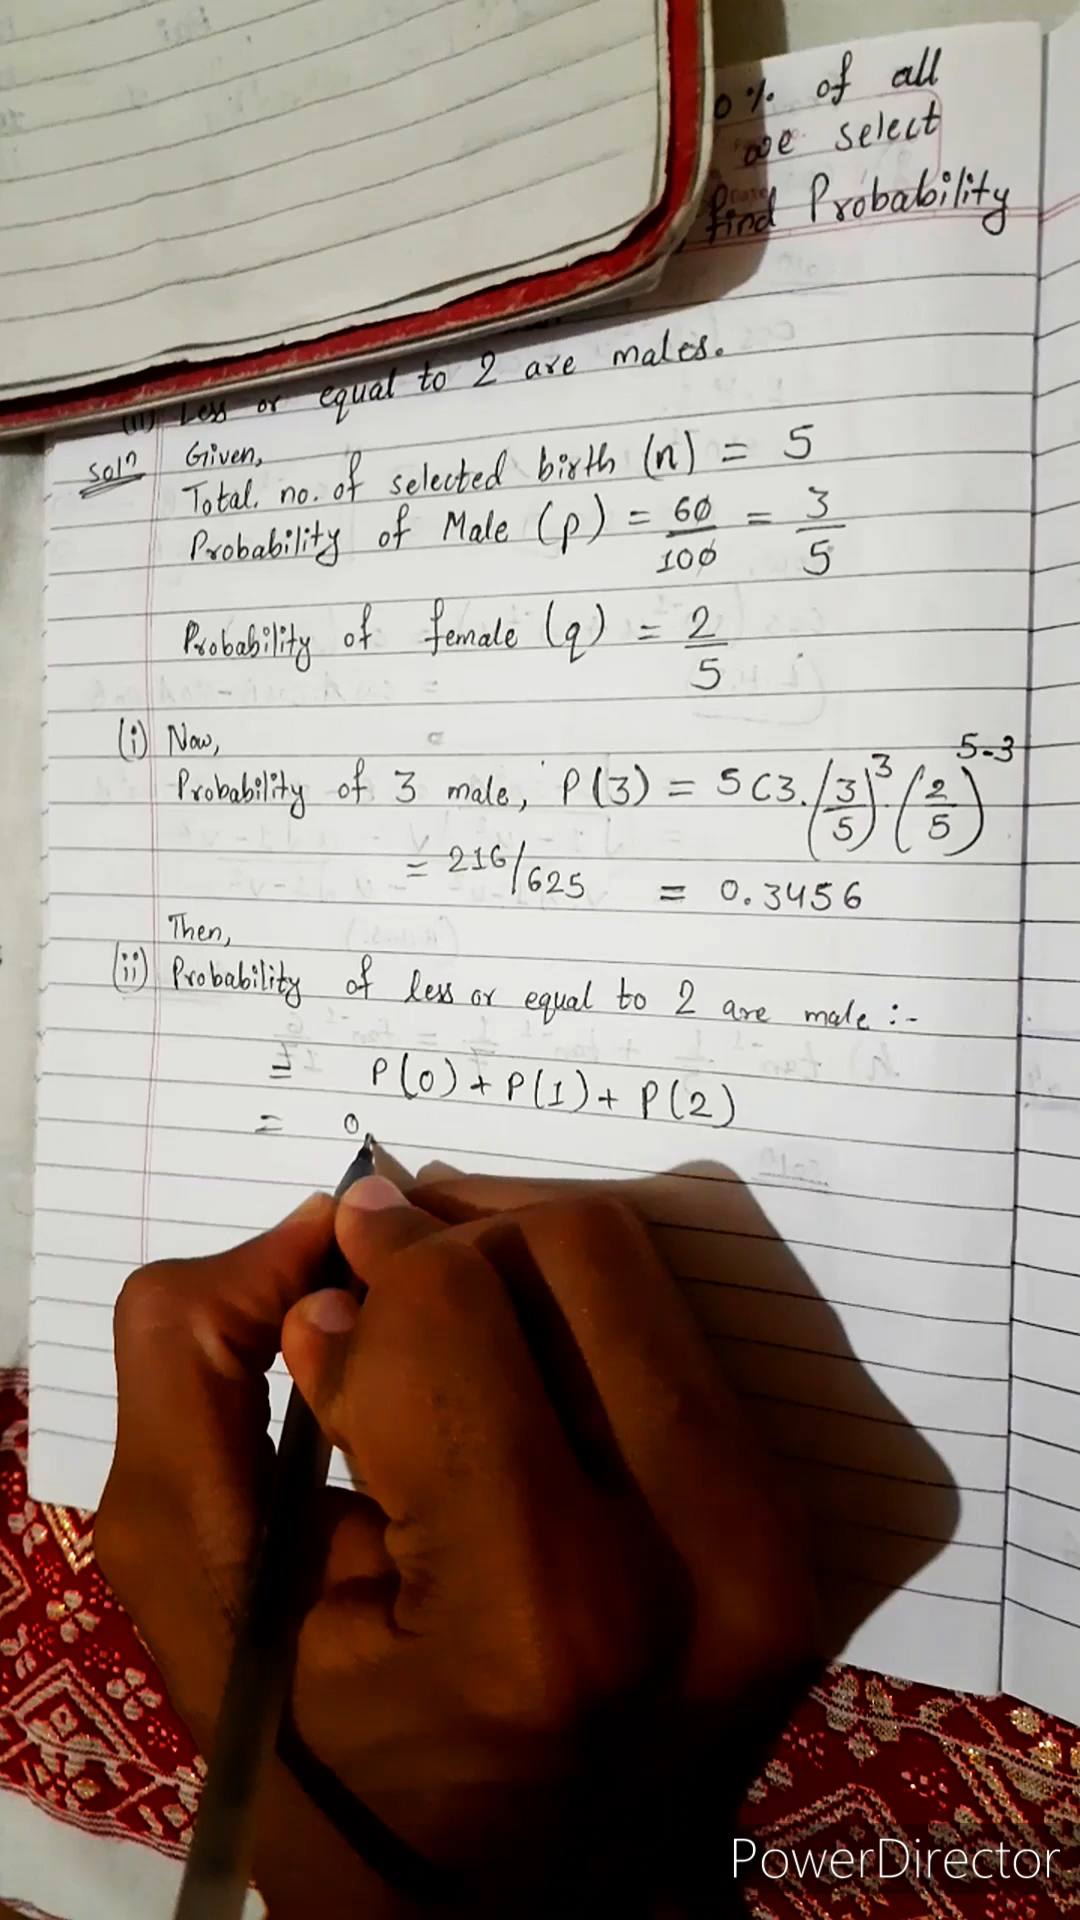 0% of all
we select
find Probability
(ii) Less or equal to 2 are males.
Solⁿ Given,
Total. no. of selected birth (n) = 5
Probability of Male (p) = 60/100 = 3/5
Probability of female (q) = 2/5
(i) Now,
Probability of 3 male, P(3) = 5C3.(3/5)³.(2/5)⁵⁻³
= 216/625 = 0.3456
Then,
(ii) Probability of less or equal to 2 are male :-
= P(0) + P(1) + P(2)
= 0.
PowerDirector